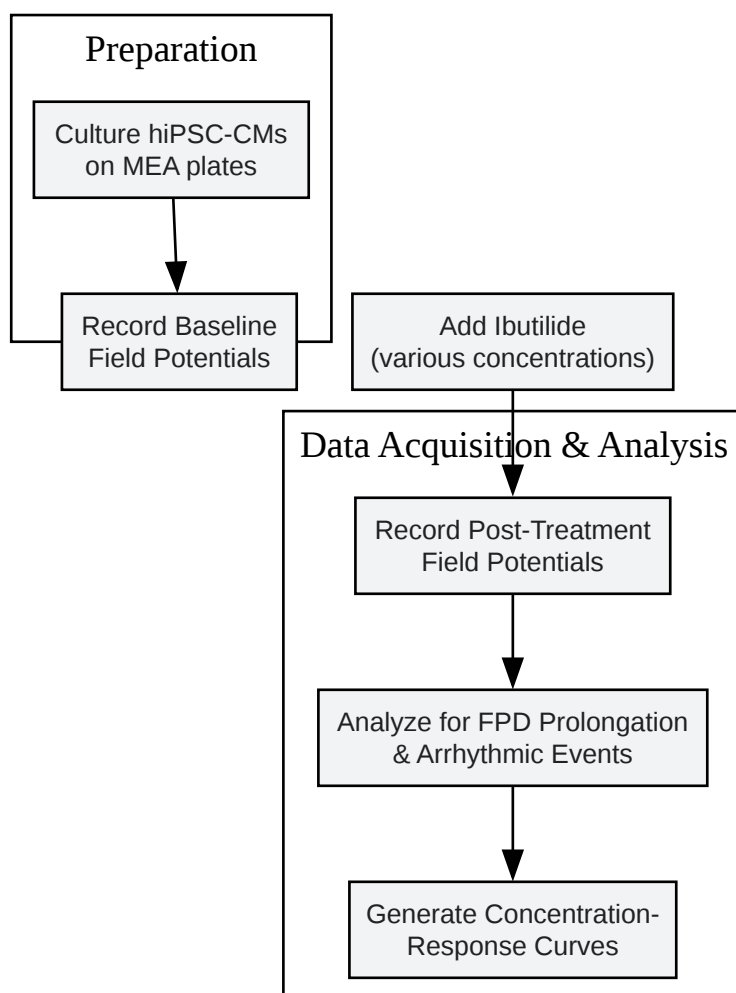 Preparation
Culture hiPSC-CMs
on MEA plates
Record Baseline
Field Potentials
Add Ibutilide
(various concentrations)
Data Acquisition & Analysis
Record Post-Treatment
Field Potentials
Analyze for FPD Prolongation
& Arrhythmic Events
Generate Concentration-
Response Curves